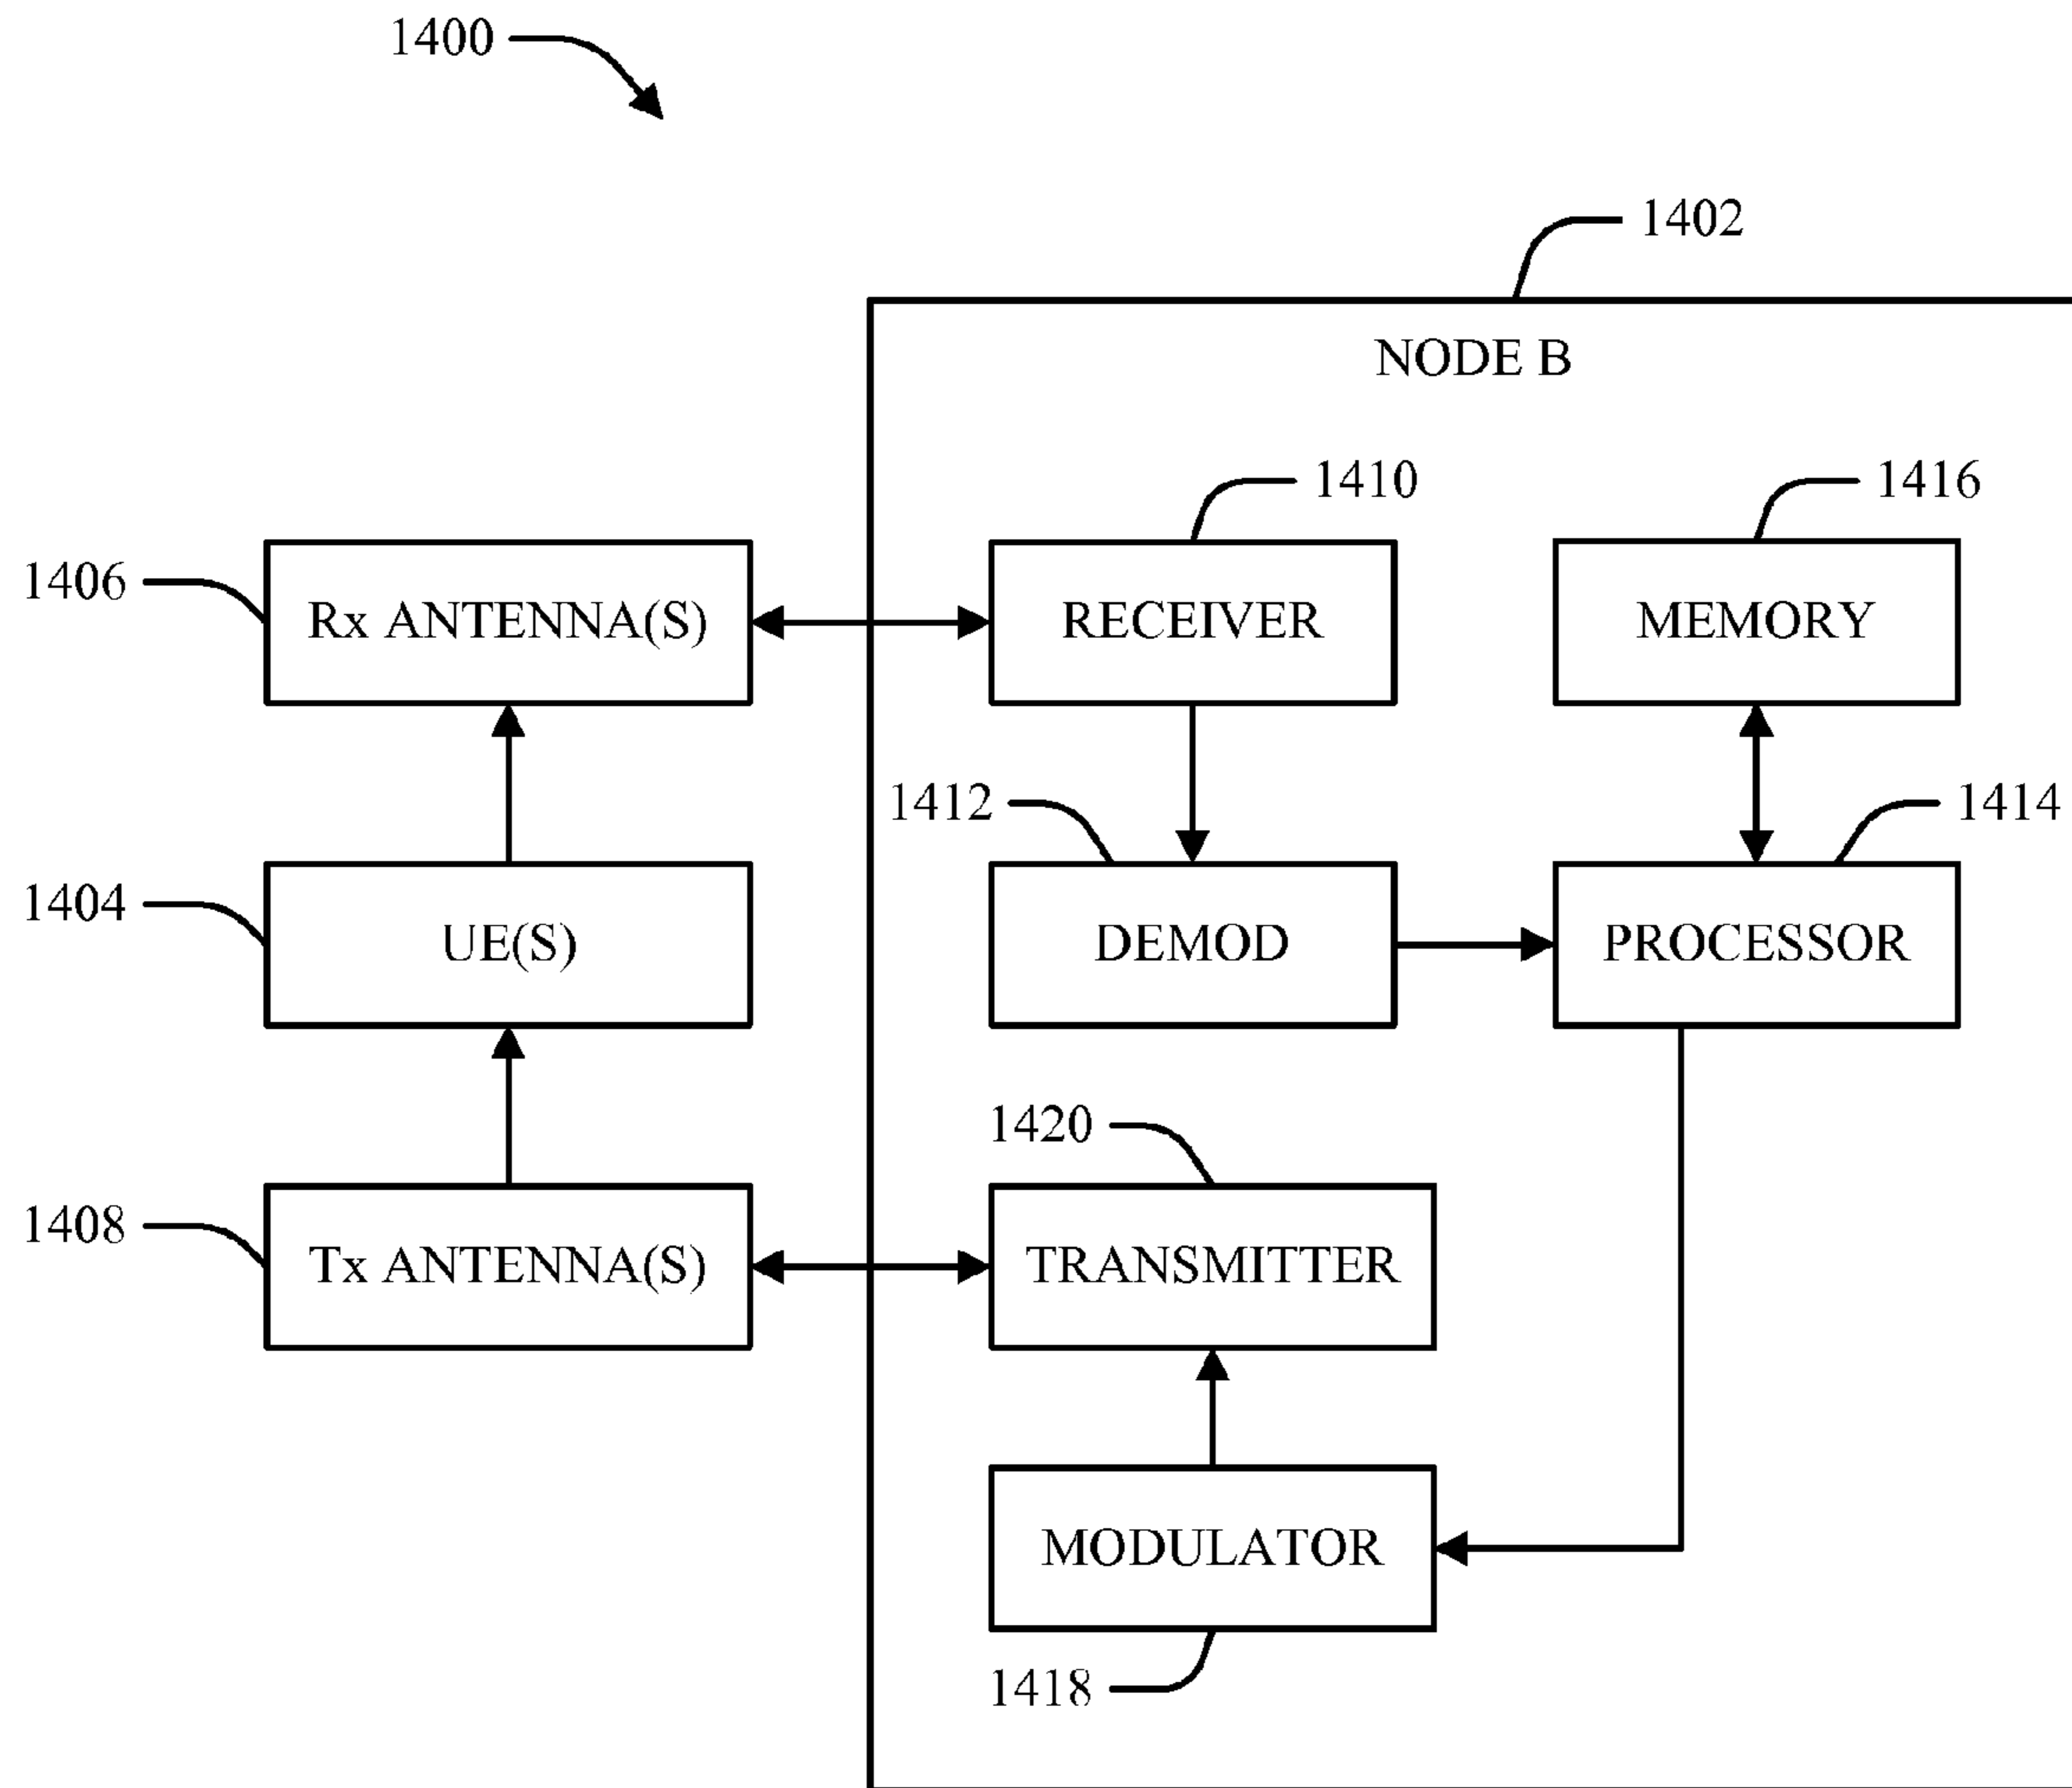 1400
1402
NODE B
1410
1416
1406
Rx ANTENNA(S)
RECEIVER
MEMORY
1412
1414
1404
UE(S)
DEMOD
PROCESSOR
1420
1408
Tx ANTENNA(S)
TRANSMITTER
MODULATOR
1418